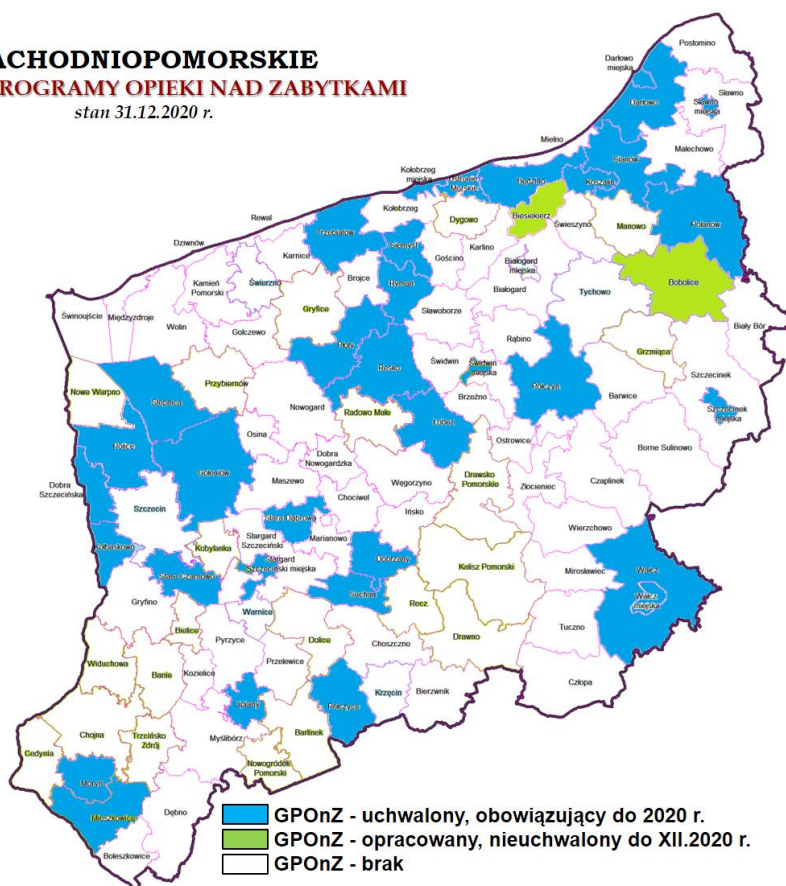 ACHODNIOPOMORSKIE
ROGRAMY OPIEKI NAD ZABYTKAMI
stan 31.12.2020 r.
Postomino
Darłowo
miejska
Darłowo
Sławno
Sławno
miejska
Malechowo
Mielno
Sianów
Kołobrzeg
miejska
Ustronie
Morskie
Będzino
Koszalin
Kołobrzeg
Dygowo
Biesiekierz
Świeszyno
Manowo
Polanów
Rewal
Trzebiatów
Dziwnów
Karnice
Siemyśl
Gościno
Karlino
Białogard
miejska
Białogard
Tychowo
Bobolice
Kamień
Pomorski
Świerzno
Brojce
Rymań
Gryfice
Sławoborze
Świnoujście
Międzyzdroje
Wolin
Golczewo
Rąbino
Biały Bór
Płoty
Resko
Świdwin
Świdwin
miejska
Połczyn
Grzmiąca
Szczecinek
Nowe Warpno
Stepnica
Przybiernów
Nowogard
Radowo Małe
Brzeżno
Barwice
Szczecinek
miejska
Łobez
Police
Goleniów
Osina
Dobra
Nowogardzka
Ostrowice
Borne Sulinowo
Dobra
Szczecińska
Maszewo
Węgorzyno
Drawsko
Pomorskie
Złocieniec
Czaplinek
Szczecin
Chociwel
Ińsko
Stara Dąbrowa
Wierzchowo
Kołbaskowo
Kobylanka
Stargard
Szczeciński
Marianowo
Stargard
Szczeciński miejska
Dobrzany
Kalisz Pomorski
Mirosławiec
Wałcz
Wałcz
miejska
Stare Czarnowo
Gryfino
Warnice
Suchań
Recz
Bielice
Pyrzyce
Dolice
Choszczno
Drawno
Tuczno
Widuchowa
Banie
Kozielice
Przelewice
Człopa
Lipiany
Pełczyce
Krzęcin
Bierzwnik
Cedynia
Chojna
Trzcińsko
Zdrój
Myślibórz
Barlinek
Nowogródek
Pomorski
Moryń
Mieszkowice
Dębno
Boleszkowice
GPOnZ - uchwalony, obowiązujący do 2020 r.
GPOnZ - opracowany, nieuchwalony do XII.2020 r.
GPOnZ - brak